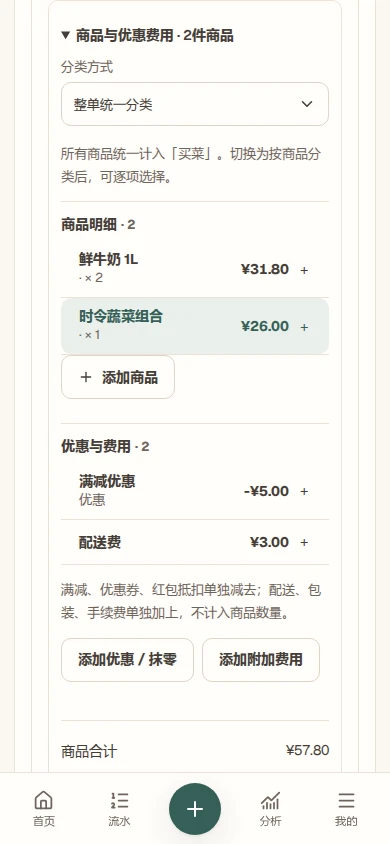 ▼ 商品与优惠费用 · 2件商品
分类方式
整单统一分类
所有商品统一计入「买菜」。切换为按商品分
类后，可逐项选择。
商品明细 · 2
鲜牛奶 1L
· × 2
¥31.80 +
时令蔬菜组合
· × 1
¥26.00 +
+ 添加商品
优惠与费用 · 2
满减优惠
优惠
-¥5.00 +
配送费 ¥3.00 +
满减、优惠券、红包抵扣单独减去；配送、包
装、手续费单独加上，不计入商品数量。
添加优惠 / 抹零 添加附加费用
商品合计 ¥57.80
首页 流水 + 分析 我的